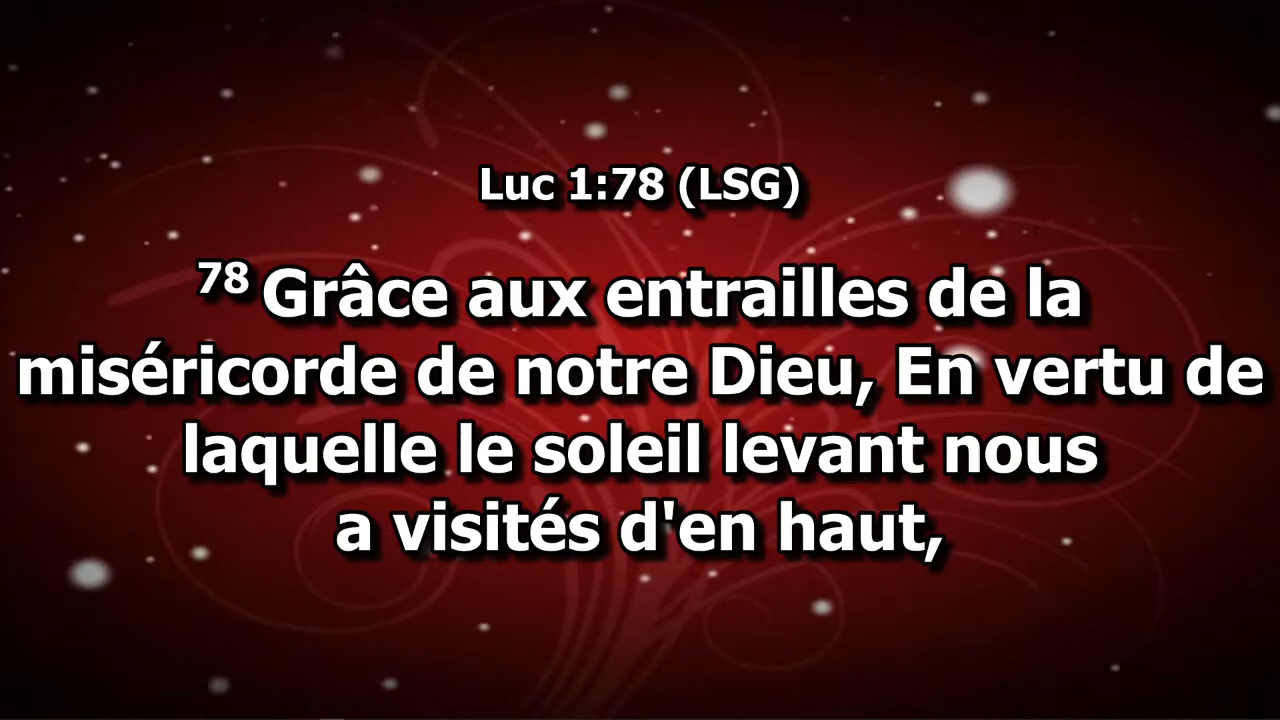 Luc 1:78 (LSG)
78 Grâce aux entrailles de la
miséricorde de notre Dieu, En vertu de
laquelle le soleil levant nous
a visités d'en haut,